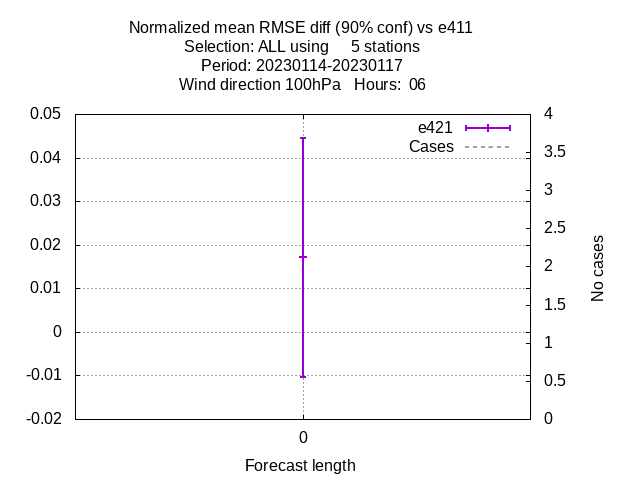 Normalized mean RMSE diff (90% conf) vs e411
Selection: ALL using     5 stations
Period: 20230114-20230117
Wind direction 100hPa   Hours:  06
e421
Cases
0.05
0.04
0.03
0.02
0.01
0
-0.01
-0.02
4
3.5
3
2.5
2
1.5
1
0.5
0
No cases
0
Forecast length